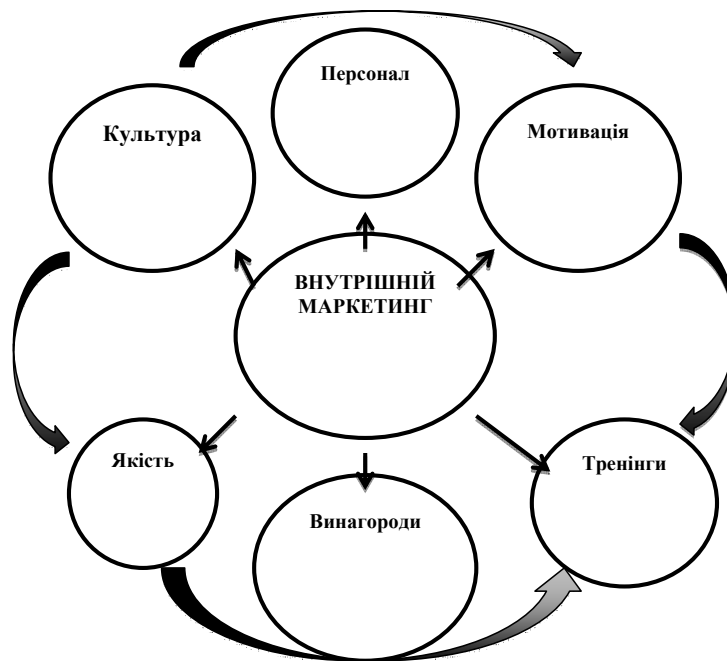 Персонал
Культура
Мотивація
ВНУТРІШНІЙ
МАРКЕТИНГ
Якість
Тренінги
Винагороди